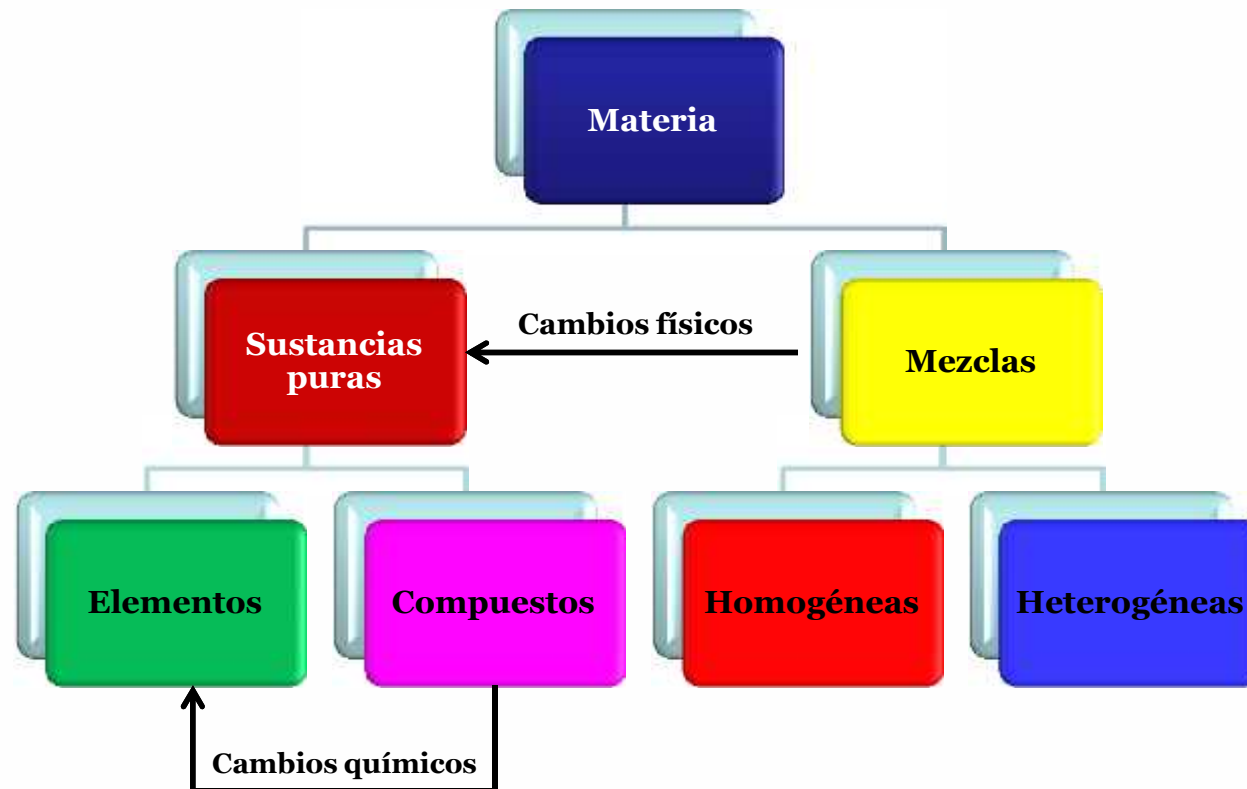 Materia
Cambios físicos
Sustancias
puras
Mezclas
Elementos
Compuestos
Homogéneas
Heterogéneas
Cambios químicos